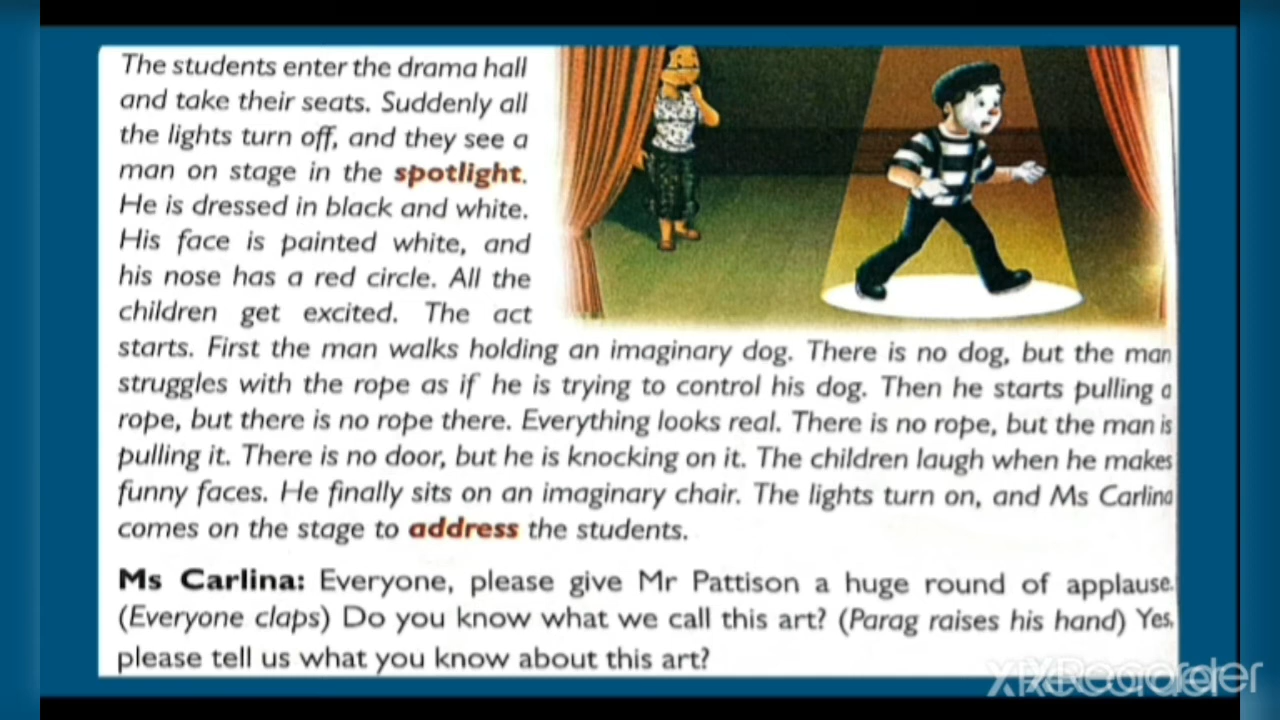 The students enter the drama hall
and take their seats. Suddenly all
the lights turn off, and they see a
man on stage in the spotlight.
He is dressed in black and white.
His face is painted white, and
his nose has a red circle. All the
children get excited. The act
starts. First the man walks holding an imaginary dog. There is no dog, but the man
struggles with the rope as if he is trying to control his dog. Then he starts pulling a
rope, but there is no rope there. Everything looks real. There is no rope, but the man is
pulling it. There is no door, but he is knocking on it. The children laugh when he makes
funny faces. He finally sits on an imaginary chair. The lights turn on, and Ms Carlina
comes on the stage to address the students.
Ms Carlina: Everyone, please give Mr Pattison a huge round of applause.
(Everyone claps) Do you know what we call this art? (Parag raises his hand) Yes,
please tell us what you know about this art?